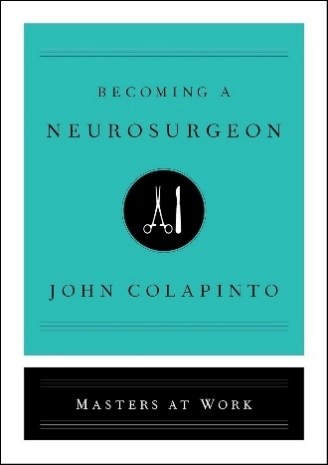 BECOMING A
NEUROSURGEON
JOHN COLAPINTO
MASTERS AT WORK